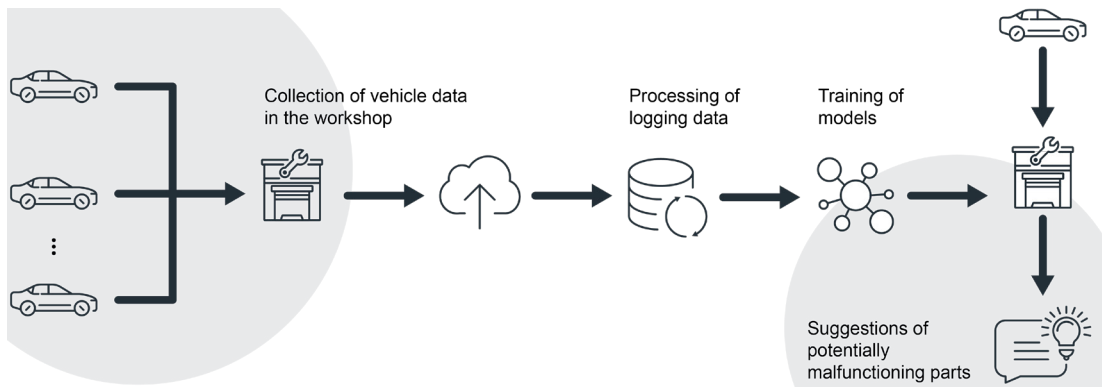 Collection of vehicle data
in the workshop
Processing of
logging data
Training of
models
Suggestions of
potentially
malfunctioning parts